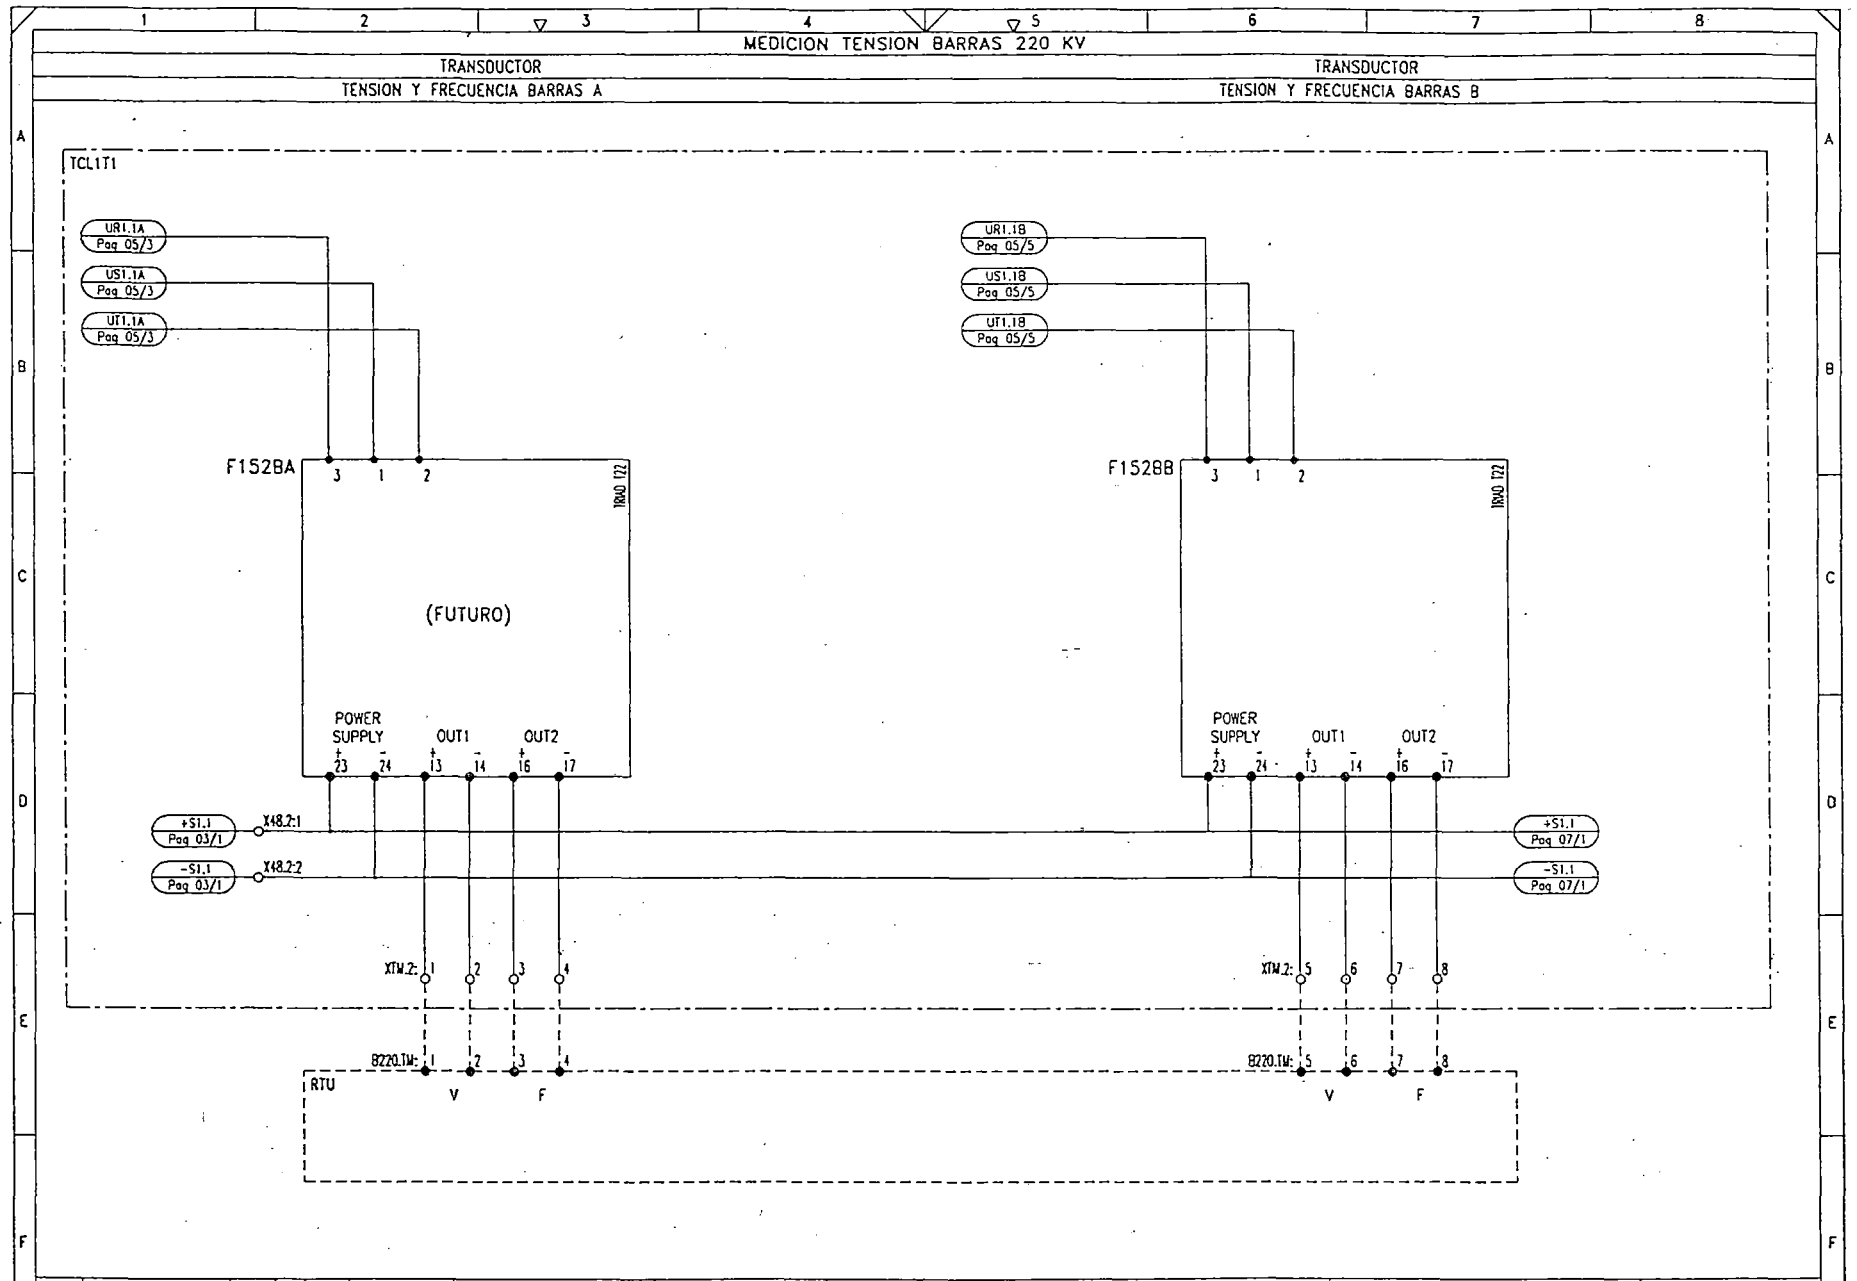 1 2 3 4 5 6 7 8
MEDICION TENSION BARRAS 220 KV
TRANSDUCTOR TRANSDUCTOR
TENSION Y FRECUENCIA BARRAS A TENSION Y FRECUENCIA BARRAS B
A A
TCL1T1
UR1.1A UR1.1B
Pag 05/3 Pag 05/5
US1.1A US1.1B
Pag 05/3 Pag 05/5
UT1.1A UT1.1B
Pag 05/3 Pag 05/5
B B
F152BA 3 1 2 TRIAD T22 F152BB 3 1 2 TRIAD T22
C C
(FUTURO)
POWER POWER
SUPPLY OUT1 OUT2 SUPPLY OUT1 OUT2
+ - + - + - + - + - + -
23 24 13 14 16 17 23 24 13 14 16 17
D D
+S1.1 X48.2:1 +S1.1
Pag 03/1 Pag 07/1
-S1.1 X48.2:2 -S1.1
Pag 03/1 Pag 07/1
XTM.2: 1 2 3 4 XTM.2: 5 6 7 8
E E
B220.TM: 1 2 3 4 B220.TM: 5 6 7 8
RTU
V F V F
F F